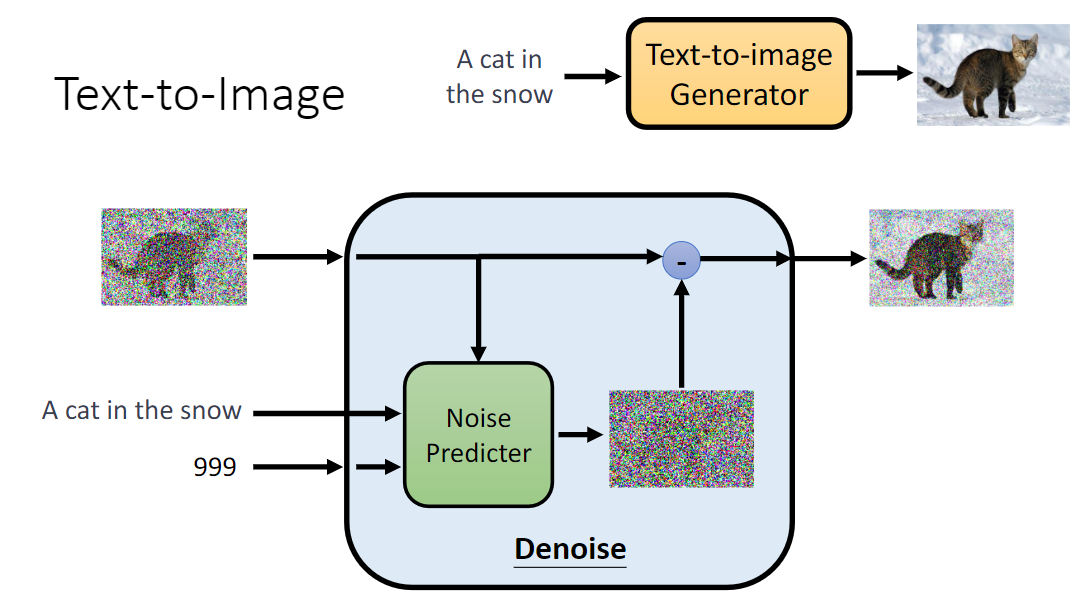 Text-to-Image
A cat in
the snow
Text-to-image
Generator
-
A cat in the snow
999
Noise
Predicter
Denoise